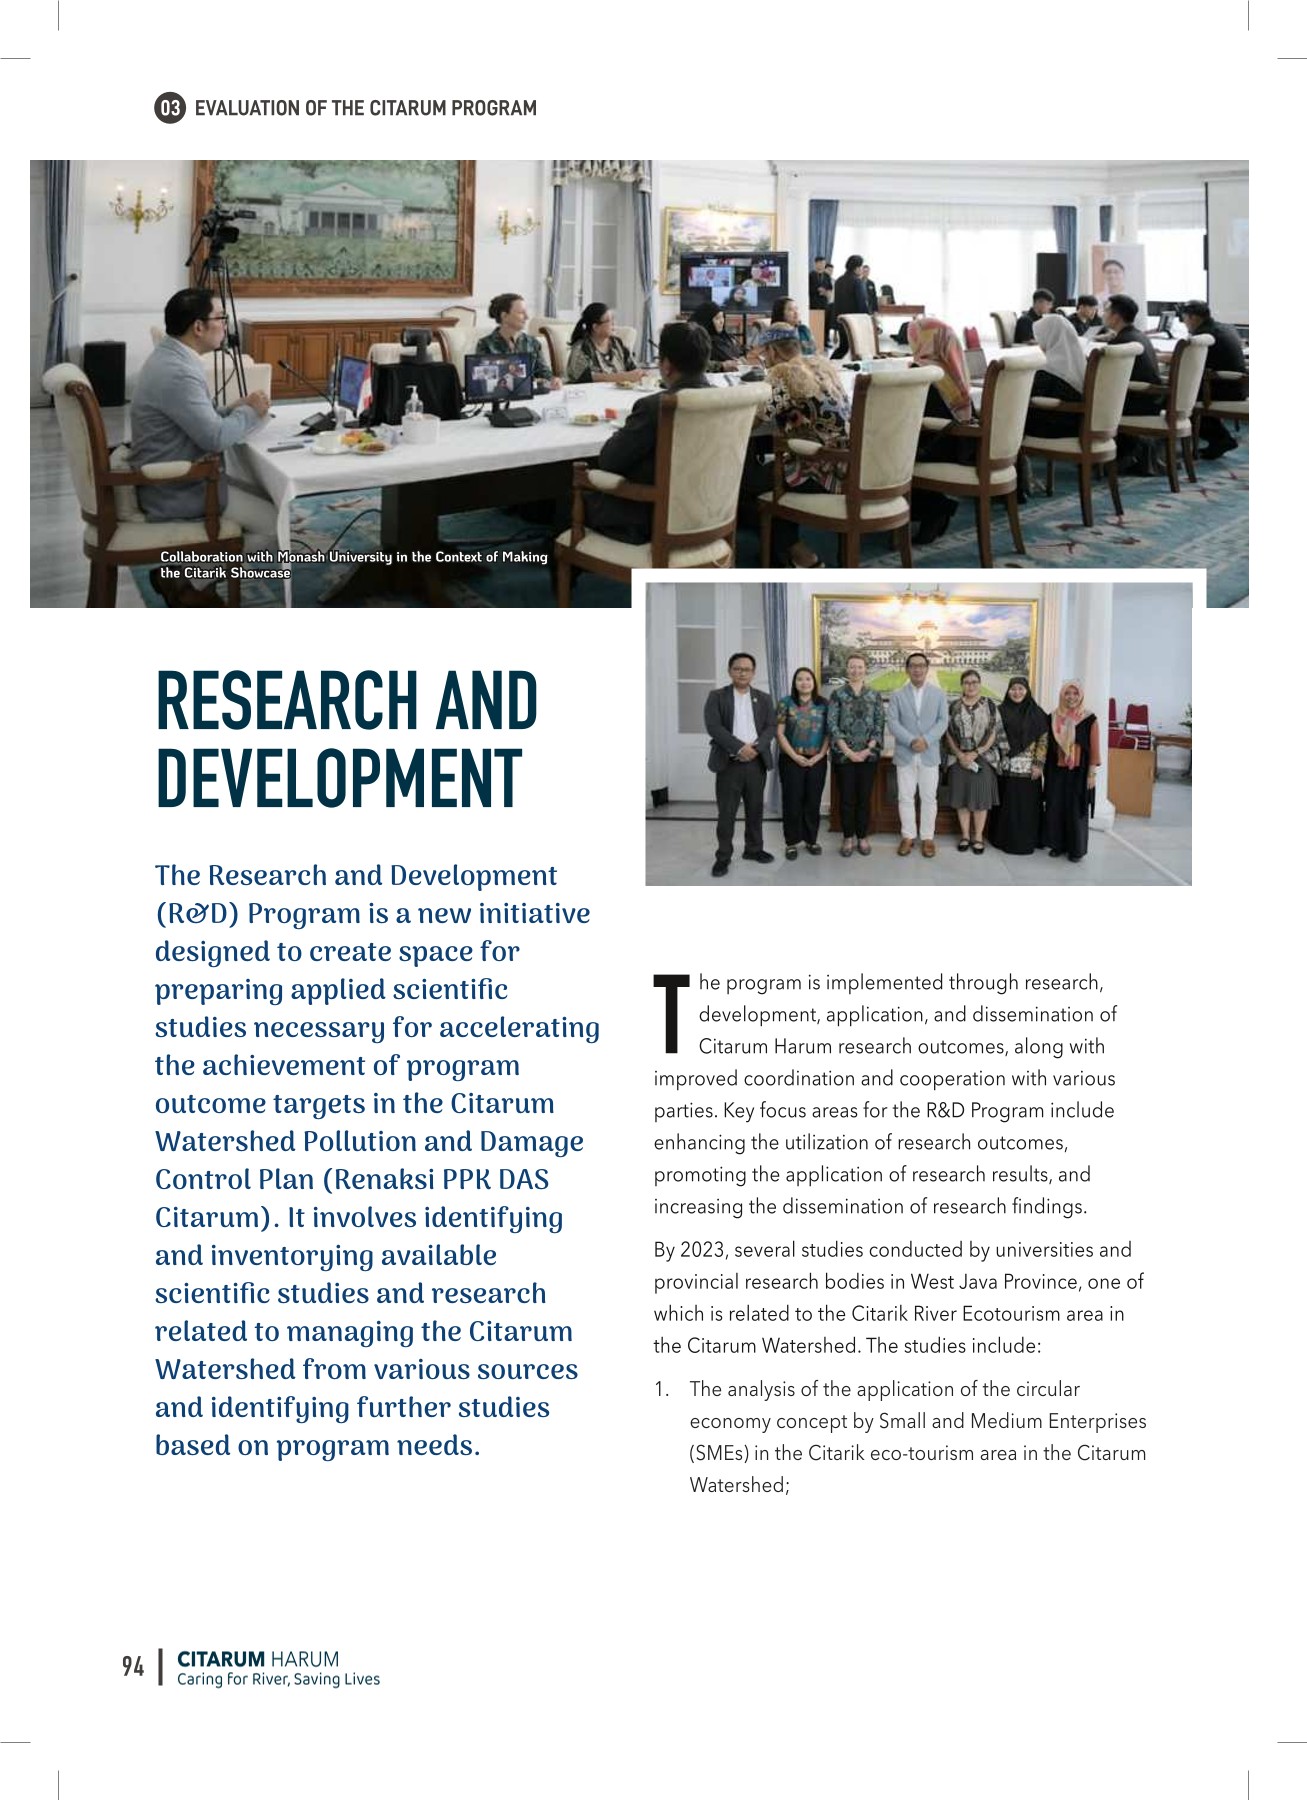 03 EVALUATION OF THE CITARUM PROGRAM
Collaboration with Monash University in the Context of Making
the Citarik Showcase
RESEARCH AND
DEVELOPMENT
The Research and Development
(R&D) Program is a new initiative
designed to create space for
preparing applied scientific
studies necessary for accelerating
the achievement of program
outcome targets in the Citarum
Watershed Pollution and Damage
Control Plan (Renaksi PPK DAS
Citarum). It involves identifying
and inventorying available
scientific studies and research
related to managing the Citarum
Watershed from various sources
and identifying further studies
based on program needs.
The program is implemented through research,
development, application, and dissemination of
Citarum Harum research outcomes, along with
improved coordination and cooperation with various
parties. Key focus areas for the R&D Program include
enhancing the utilization of research outcomes,
promoting the application of research results, and
increasing the dissemination of research findings.
By 2023, several studies conducted by universities and
provincial research bodies in West Java Province, one of
which is related to the Citarik River Ecotourism area in
the Citarum Watershed. The studies include:
1. The analysis of the application of the circular
economy concept by Small and Medium Enterprises
(SMEs) in the Citarik eco-tourism area in the Citarum
Watershed;
94
CITARUM HARUM
Caring for River, Saving Lives